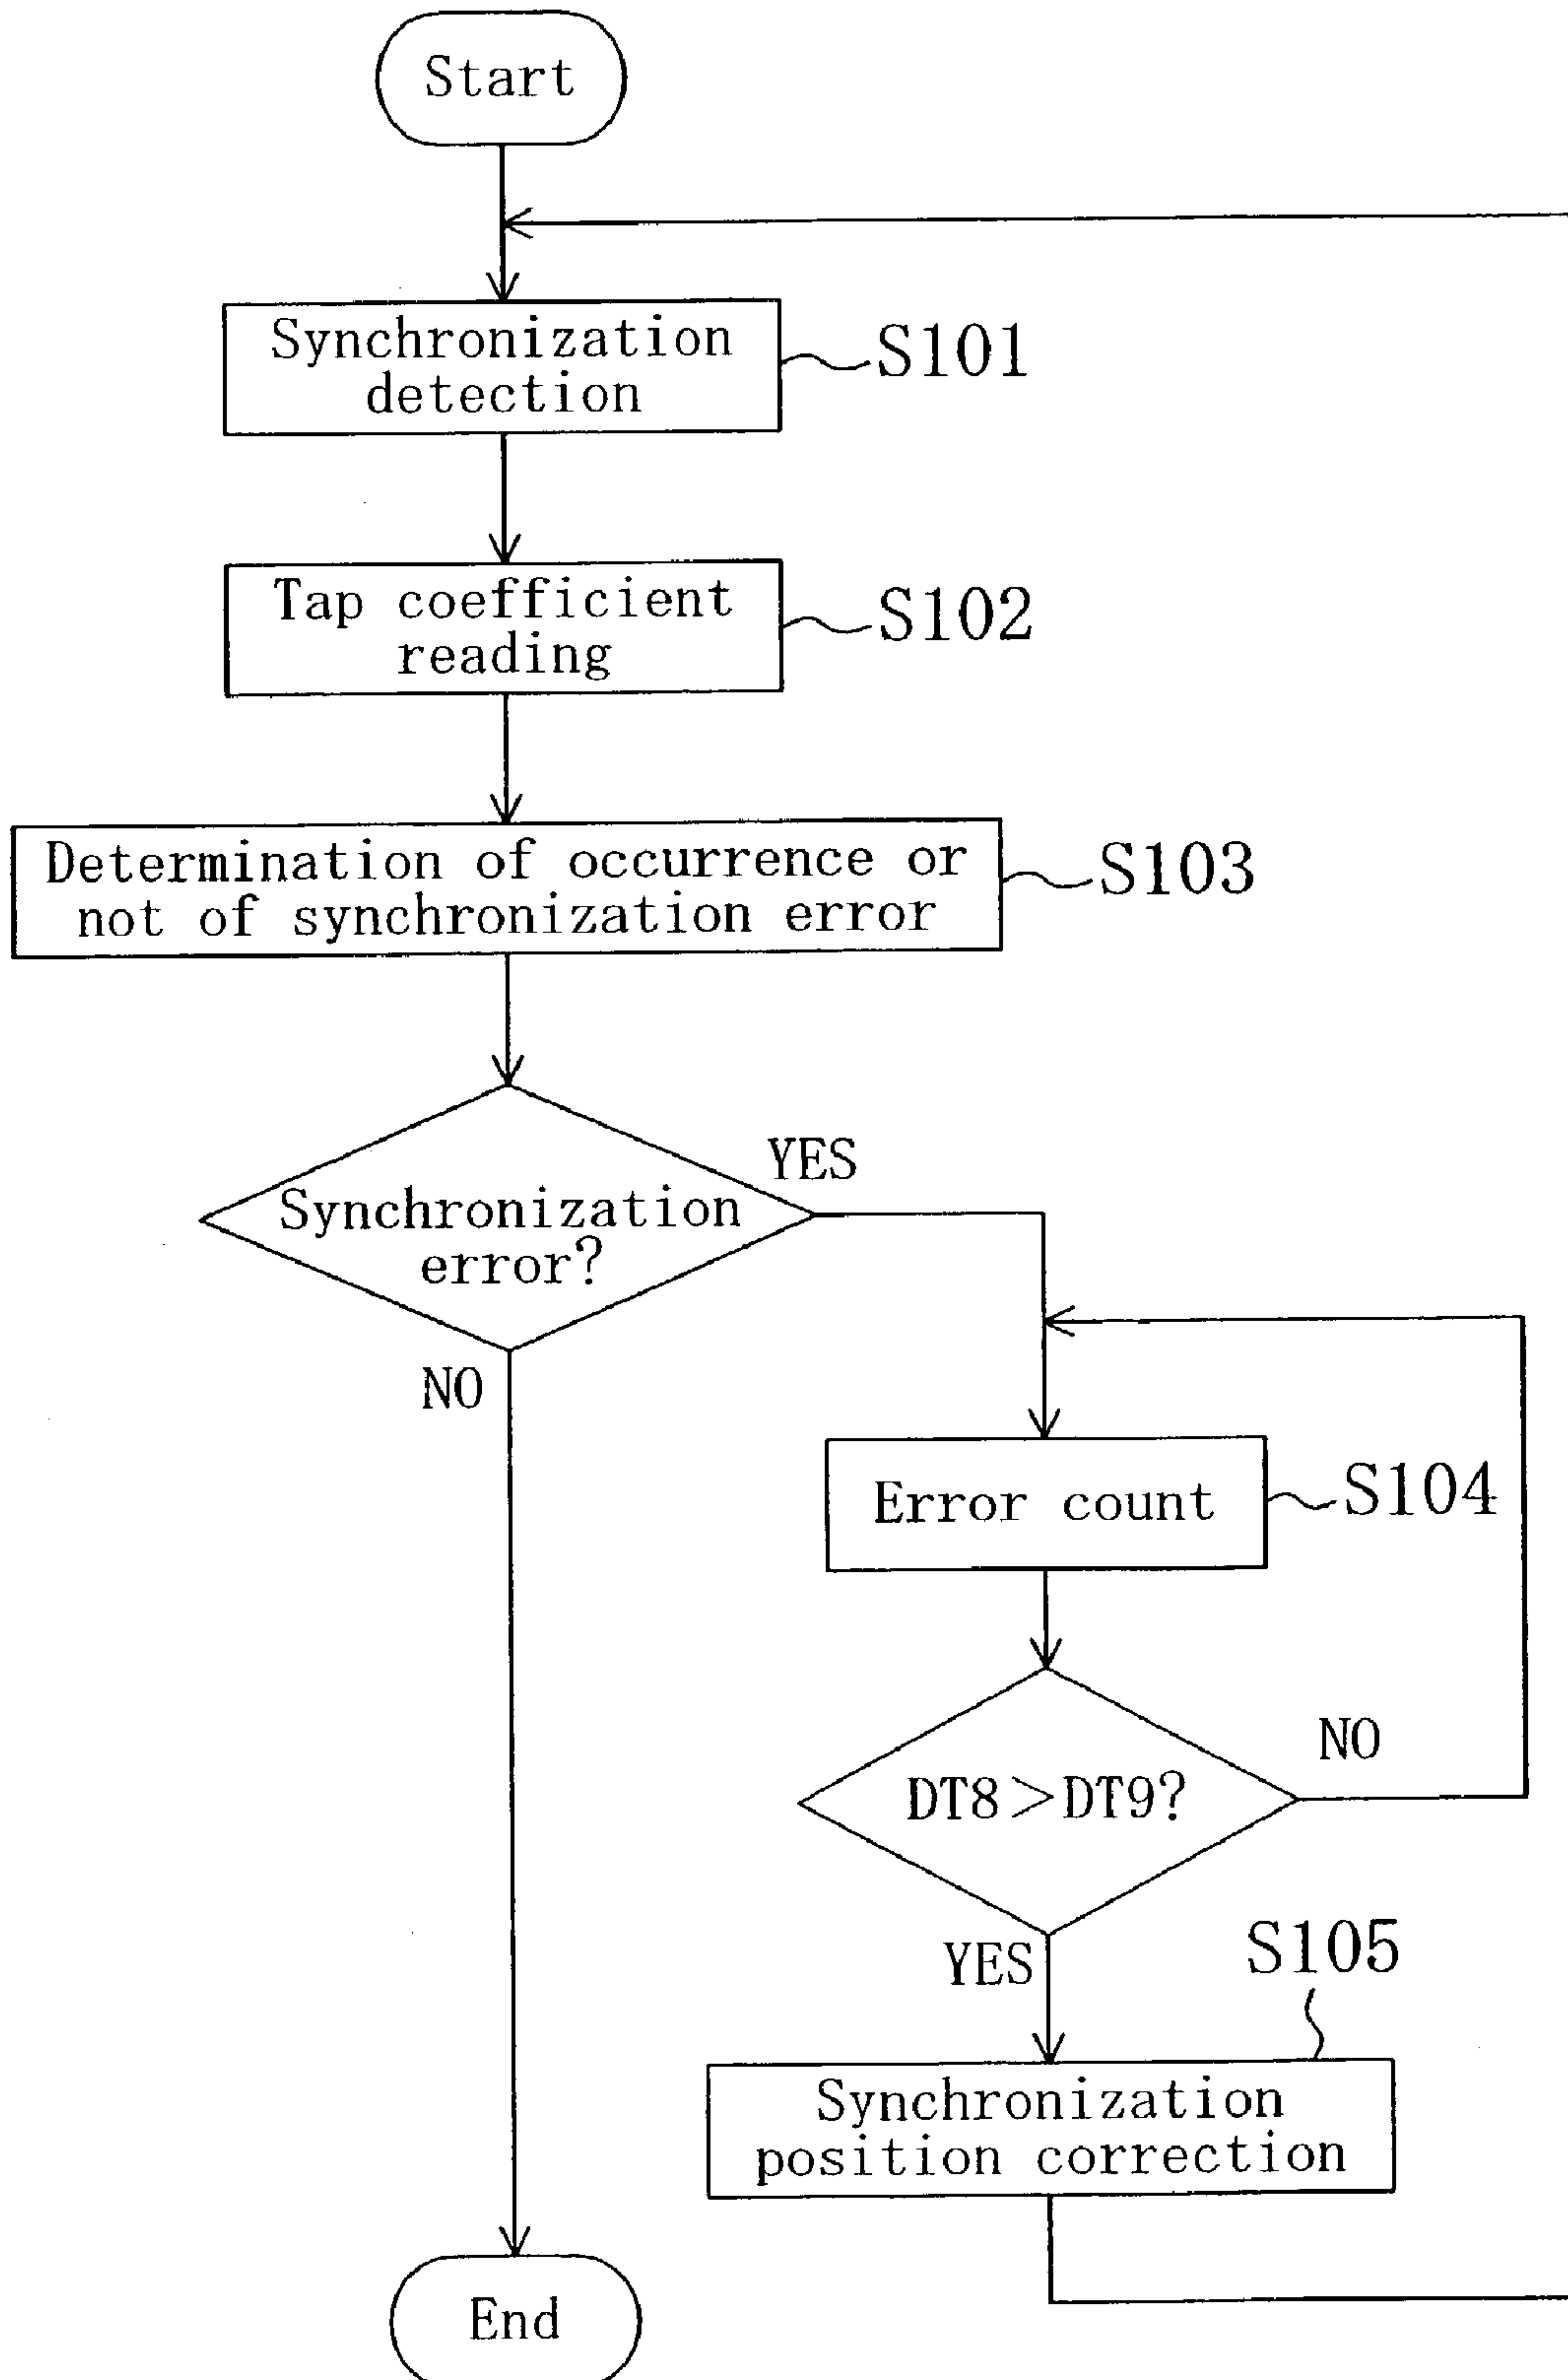 Start
Synchronization
detection
S101
Tap coefficient
reading
S102
Determination of occurrence or
not of synchronization error
S103
Synchronization
error?
YES
NO
Error count
S104
DT8>DT9?
NO
YES
S105
Synchronization
position correction
End